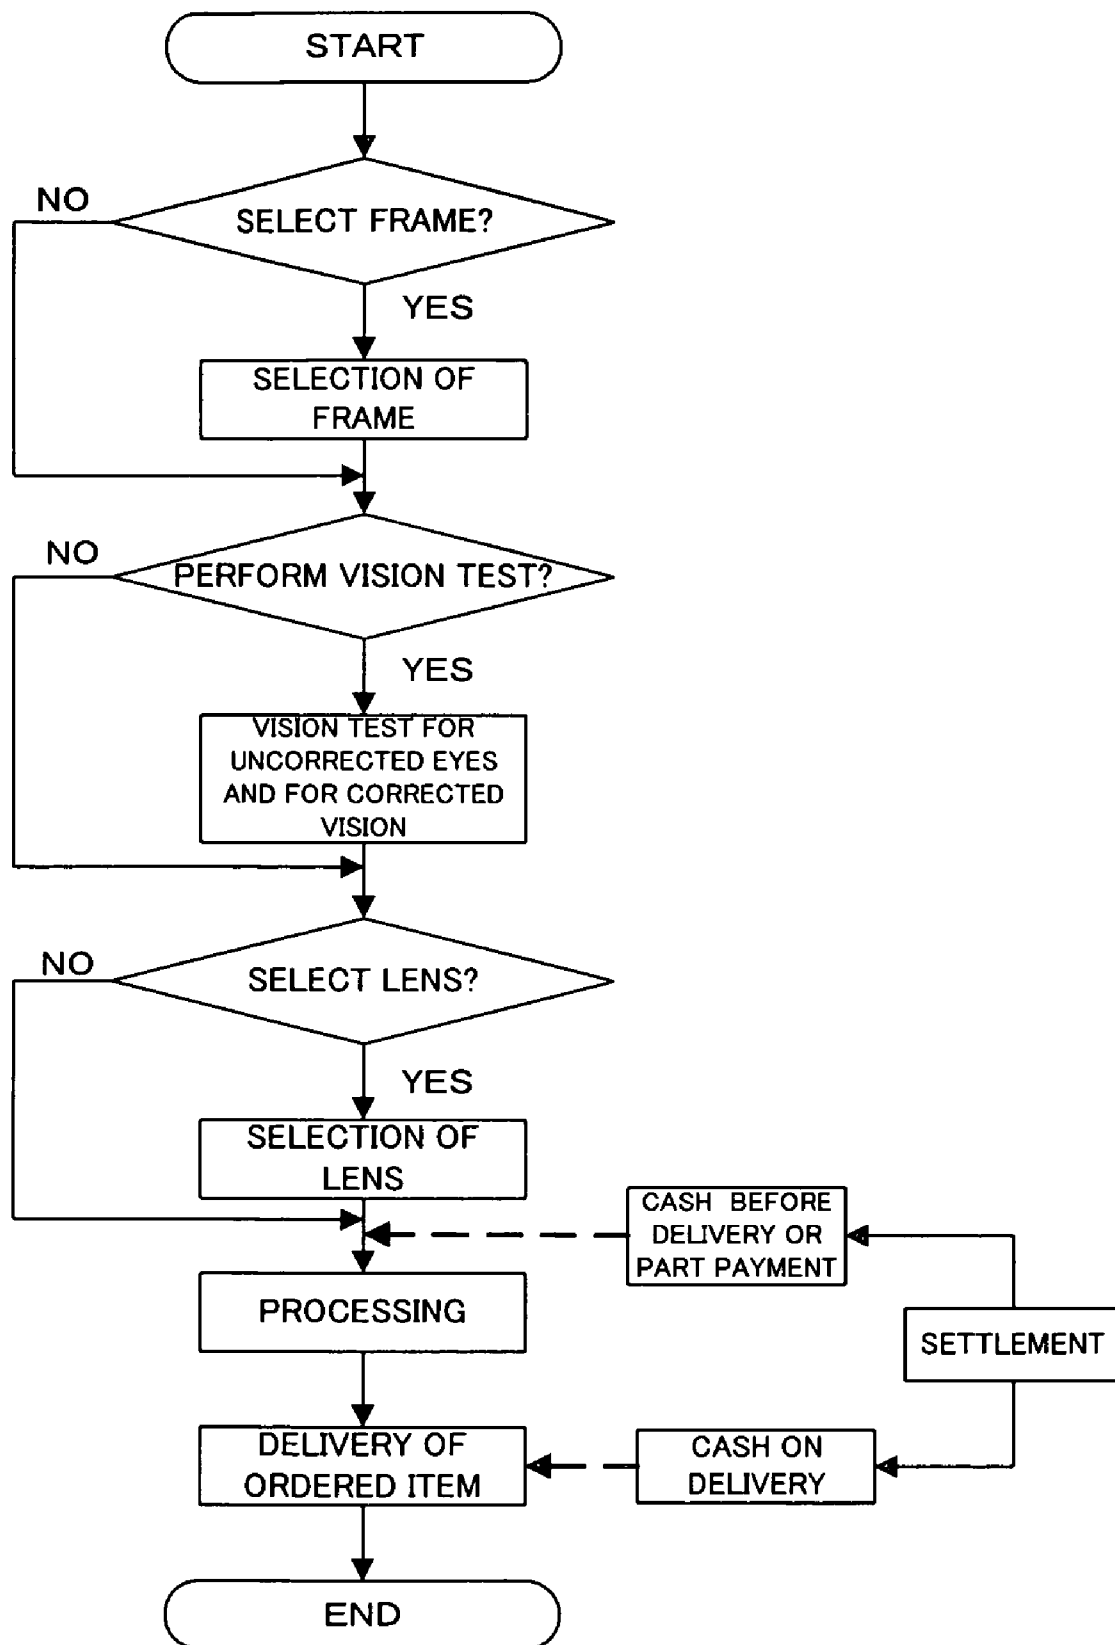 START
NO
SELECT FRAME?
YES
SELECTION OF
FRAME
NO
PERFORM VISION TEST?
YES
VISION TEST FOR
UNCORRECTED EYES
AND FOR CORRECTED
VISION
NO
SELECT LENS?
YES
SELECTION OF
LENS
CASH BEFORE
DELIVERY OR
PART PAYMENT
PROCESSING
SETTLEMENT
DELIVERY OF
ORDERED ITEM
CASH ON
DELIVERY
END